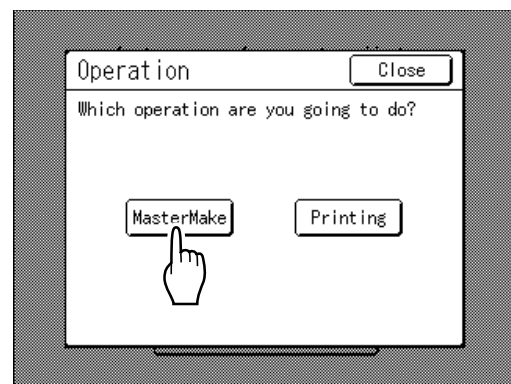 Operation
Close
Which operation are you going to do?
MasterMake
Printing